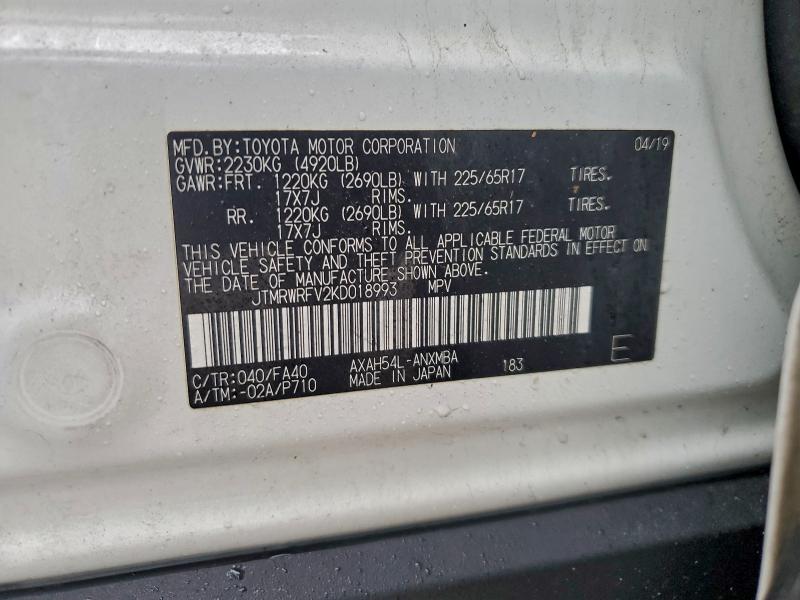 MFD.BY:TOYOTA MOTOR CORPORATION 04/19
GVWR:2230KG (4920LB)
GAWR:FRT. 1220KG (2690LB) WITH 225/65R17 TIRES.
17X7J RIMS.
RR. 1220KG (2690LB) WITH 225/65R17 TIRES.
17X7J RIMS.
THIS VEHICLE CONFORMS TO ALL APPLICABLE FEDERAL MOTOR
VEHICLE SAFETY AND THEFT PREVENTION STANDARDS IN EFFECT ON
THE DATE OF MANUFACTURE SHOWN ABOVE.
JTMRWRFV2KD018993 MPV
C/TR:040/FA40 AXAH54L-ANXMBA 183 E
A/TM:-02A/P710 MADE IN JAPAN